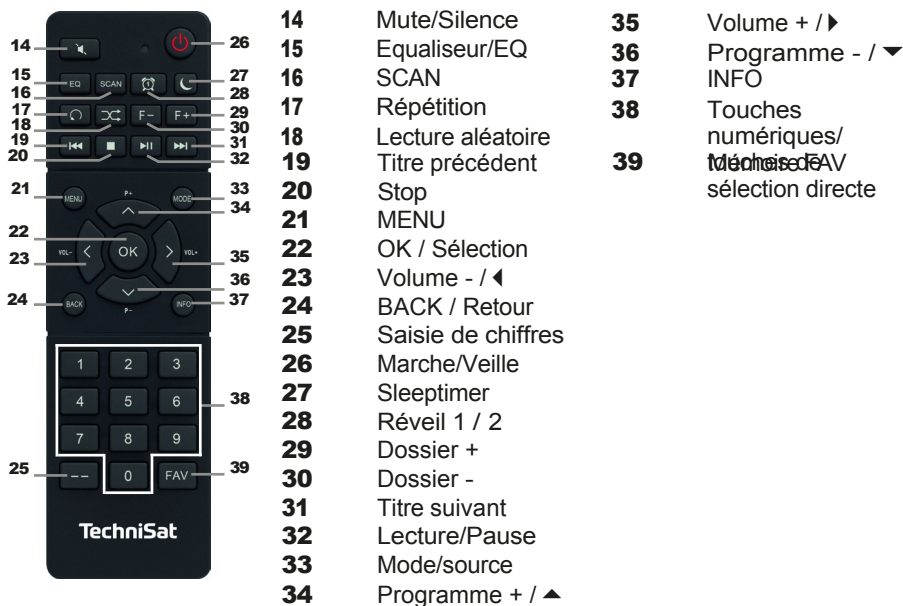 14
26
15
EQ
SCAN
1
27
16
28
17
F−
F+
29
18
30
19
31
20
32
21
MENU
P+
MODE
33
34
22
VOL−
OK
VOL+
23
35
36
24
BACK
P−
INFO
37
1 2 3
4 5 6
38
7 8 9
25
−− 0 FAV
39
TechniSat
14 Mute/Silence
15 Equaliseur/EQ
16 SCAN
17 Répétition
18 Lecture aléatoire
19 Titre précédent
20 Stop
21 MENU
22 OK / Sélection
23 Volume - / ◀
24 BACK / Retour
25 Saisie de chiffres
26 Marche/Veille
27 Sleeptimer
28 Réveil 1 / 2
29 Dossier +
30 Dossier -
31 Titre suivant
32 Lecture/Pause
33 Mode/source
34 Programme + / ▲
35 Volume + / ▶
36 Programme - / ▼
37 INFO
38 Touches
numériques/
touches de
sélection directe
39 Mémoire FAV